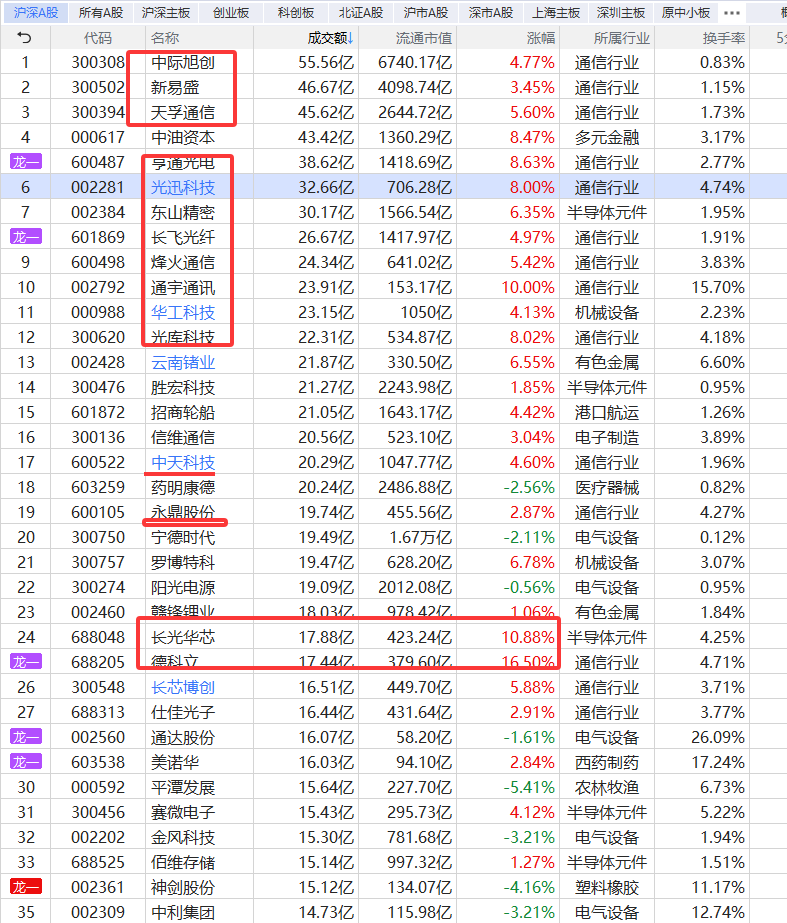 沪深A股 所有A股 沪深主板 创业板 科创板 北证A股 沪市A股 深市A股 上海主板 深圳主板 原中小板
代码 名称 成交额↓ 流通市值 涨幅 所属行业 换手率
1 300308 中际旭创 55.56亿 6740.17亿 4.77% 通信行业 0.83%
2 300502 新易盛 46.67亿 4098.74亿 3.45% 通信行业 1.15%
3 300394 天孚通信 45.62亿 2644.72亿 5.60% 通信行业 1.73%
4 000617 中油资本 43.42亿 1360.29亿 8.47% 多元金融 3.17%
龙一 600487 亨通光电 38.62亿 1418.69亿 8.63% 通信行业 2.77%
6 002281 光迅科技 32.66亿 706.28亿 8.00% 通信行业 4.74%
7 002384 东山精密 30.17亿 1566.54亿 6.35% 半导体元件 1.95%
龙一 601869 长飞光纤 26.67亿 1417.97亿 4.97% 通信行业 1.91%
9 600498 烽火通信 24.34亿 641.02亿 5.42% 通信行业 3.83%
10 002792 通宇通讯 23.91亿 153.17亿 10.00% 通信行业 15.70%
11 000988 华工科技 23.15亿 1050亿 4.13% 机械设备 2.23%
12 300620 光库科技 22.31亿 534.87亿 8.02% 通信行业 4.18%
13 002428 云南锗业 21.87亿 330.50亿 6.55% 有色金属 6.60%
14 300476 胜宏科技 21.27亿 2243.98亿 1.85% 半导体元件 0.95%
15 601872 招商轮船 21.05亿 1643.17亿 4.42% 港口航运 1.26%
16 300136 信维通信 20.56亿 523.10亿 3.04% 电子制造 3.89%
17 600522 中天科技 20.29亿 1047.77亿 4.60% 通信行业 1.96%
18 603259 药明康德 20.24亿 2486.88亿 -2.56% 医疗器械 0.82%
19 600105 永鼎股份 19.74亿 455.56亿 2.87% 通信行业 4.27%
20 300750 宁德时代 19.49亿 1.67万亿 -2.11% 电气设备 0.12%
21 300757 罗博特科 19.47亿 628.20亿 6.78% 机械设备 3.07%
22 300274 阳光电源 19.09亿 2012.08亿 -0.56% 电气设备 0.95%
23 002460 赣锋锂业 18.03亿 978.42亿 1.06% 有色金属 1.84%
24 688048 长光华芯 17.88亿 423.24亿 10.88% 半导体元件 4.25%
龙一 688205 德科立 17.44亿 379.60亿 16.50% 通信行业 4.71%
26 300548 长芯博创 16.51亿 449.70亿 5.88% 通信行业 3.71%
27 688313 仕佳光子 16.44亿 431.64亿 2.91% 通信行业 3.77%
龙一 002560 通达股份 16.07亿 58.20亿 -1.61% 电气设备 26.09%
龙一 603538 美诺华 16.03亿 94.10亿 2.84% 西药制药 17.24%
30 000592 平潭发展 15.64亿 227.70亿 -5.41% 农林牧渔 6.73%
31 300456 赛微电子 15.43亿 295.73亿 4.12% 半导体元件 5.22%
32 002202 金风科技 15.30亿 781.68亿 -3.21% 电气设备 1.94%
33 688525 佰维存储 15.14亿 997.32亿 1.27% 半导体元件 1.51%
龙一 002361 神剑股份 15.12亿 134.07亿 -4.16% 塑料橡胶 11.17%
35 002309 中利集团 14.73亿 115.98亿 -3.21% 电气设备 12.74%